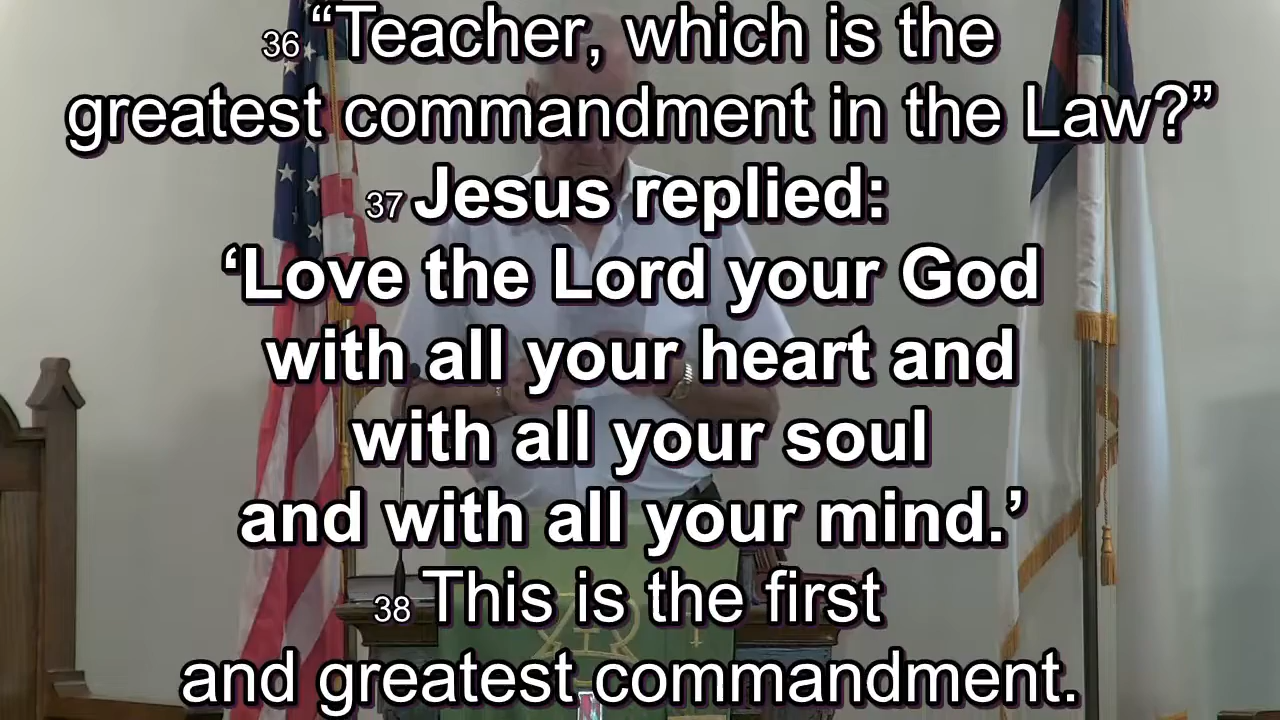 36 “Teacher, which is the
greatest commandment in the Law?”
37 Jesus replied:
‘Love the Lord your God
with all your heart and
with all your soul
and with all your mind.’
38 This is the first
and greatest commandment.